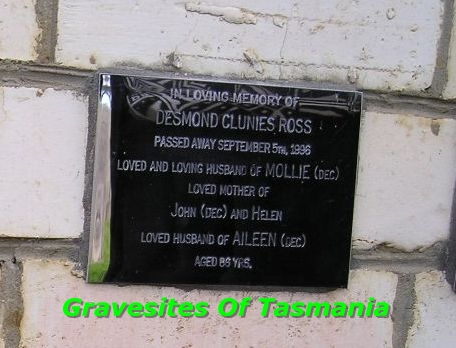 IN LOVING MEMORY OF
DESMOND CLUNIES ROSS
PASSED AWAY SEPTEMBER 5TH, 1996
LOVED AND LOVING HUSBAND OF MOLLIE (DEC)
LOVED MOTHER OF
JOHN (DEC) AND HELEN
LOVED HUSBAND OF AILEEN (DEC)
AGED 86 YRS.
Gravesites Of Tasmania